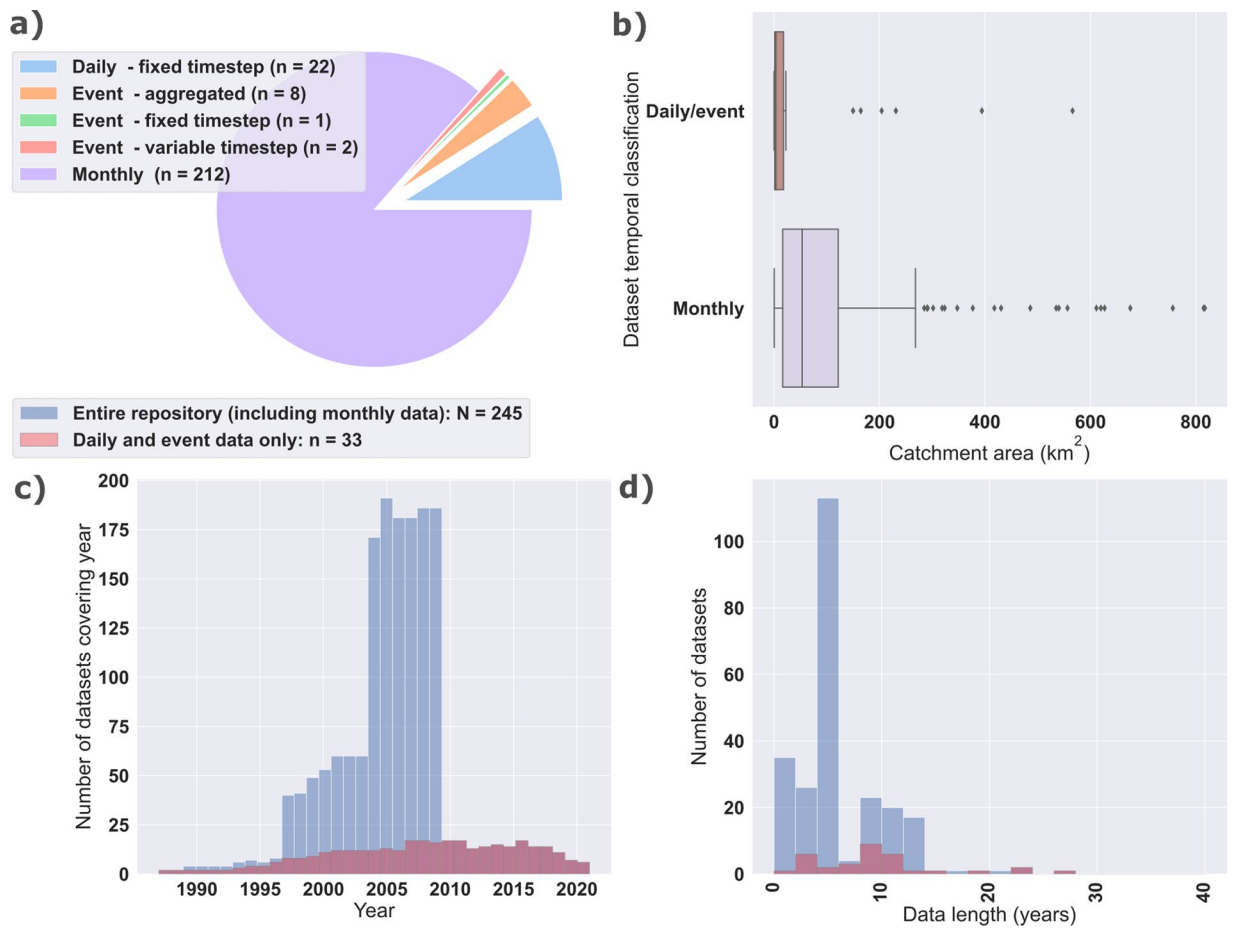 a)
Daily - fixed timestep (n = 22)
Event - aggregated (n = 8)
Event - fixed timestep (n = 1)
Event - variable timestep (n = 2)
Monthly (n = 212)
b)
Dataset temporal classification
Daily/event
Monthly
0 200 400 600 800
Catchment area (km²)
Entire repository (including monthly data): N = 245
Daily and event data only: n = 33
c)
Number of datasets covering year
200
175
150
125
100
75
50
25
0
1990 1995 2000 2005 2010 2015 2020
Year
d)
Number of datasets
100
80
60
40
20
0
0 10 20 30 40
Data length (years)